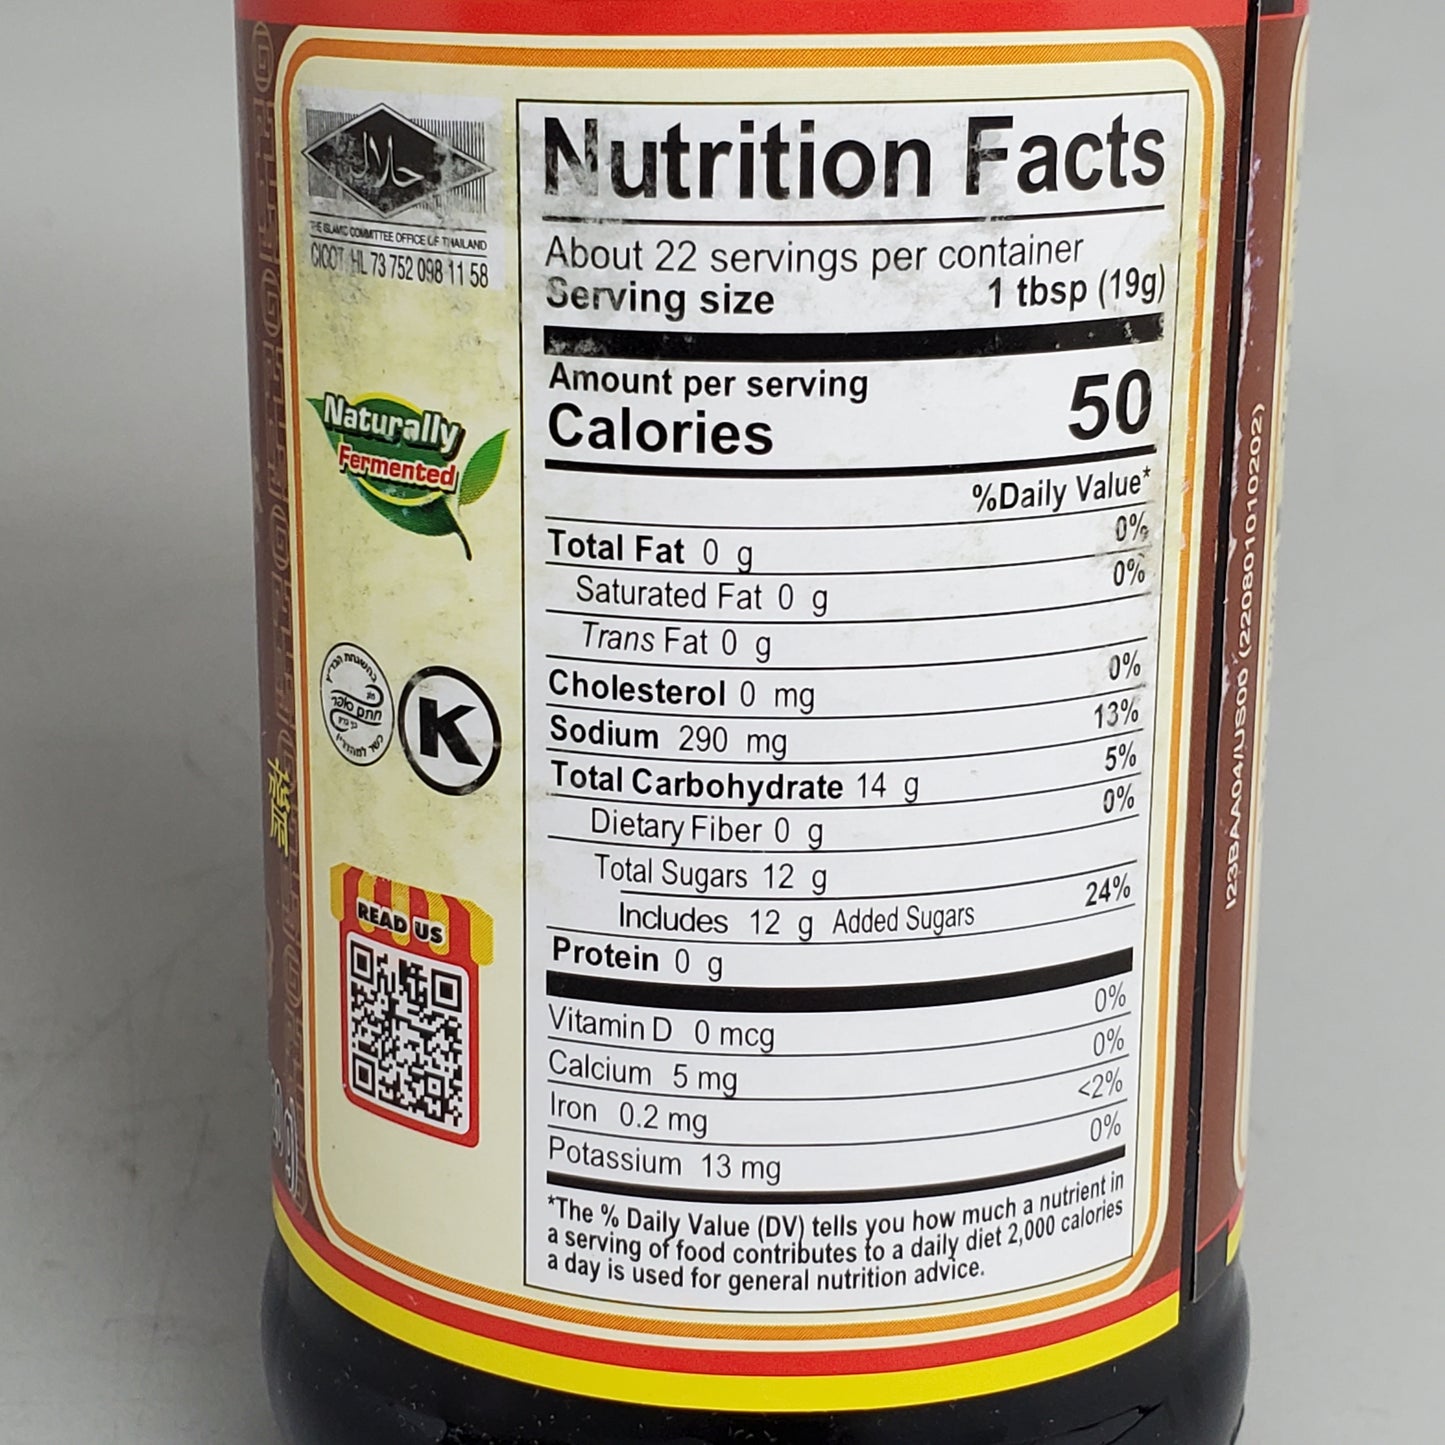 حلال
THE ISLAMIC COMMITTEE OFFICE OF THAILAND
CICOT HL 73 752 098 11 58
Naturally
Fermented
חתם סופר
K
READ US
Nutrition Facts
About 22 servings per container
Serving size 1 tbsp (19g)
Amount per serving
Calories 50
%Daily Value*
Total Fat 0 g 0%
Saturated Fat 0 g 0%
Trans Fat 0 g
Cholesterol 0 mg 0%
Sodium 290 mg 13%
Total Carbohydrate 14 g 5%
Dietary Fiber 0 g 0%
Total Sugars 12 g
Includes 12 g Added Sugars 24%
Protein 0 g
Vitamin D 0 mcg 0%
Calcium 5 mg 0%
Iron 0.2 mg <2%
Potassium 13 mg 0%
*The % Daily Value (DV) tells you how much a nutrient in
a serving of food contributes to a daily diet 2,000 calories
a day is used for general nutrition advice.
123BAA04/US00 (2208010102​02)